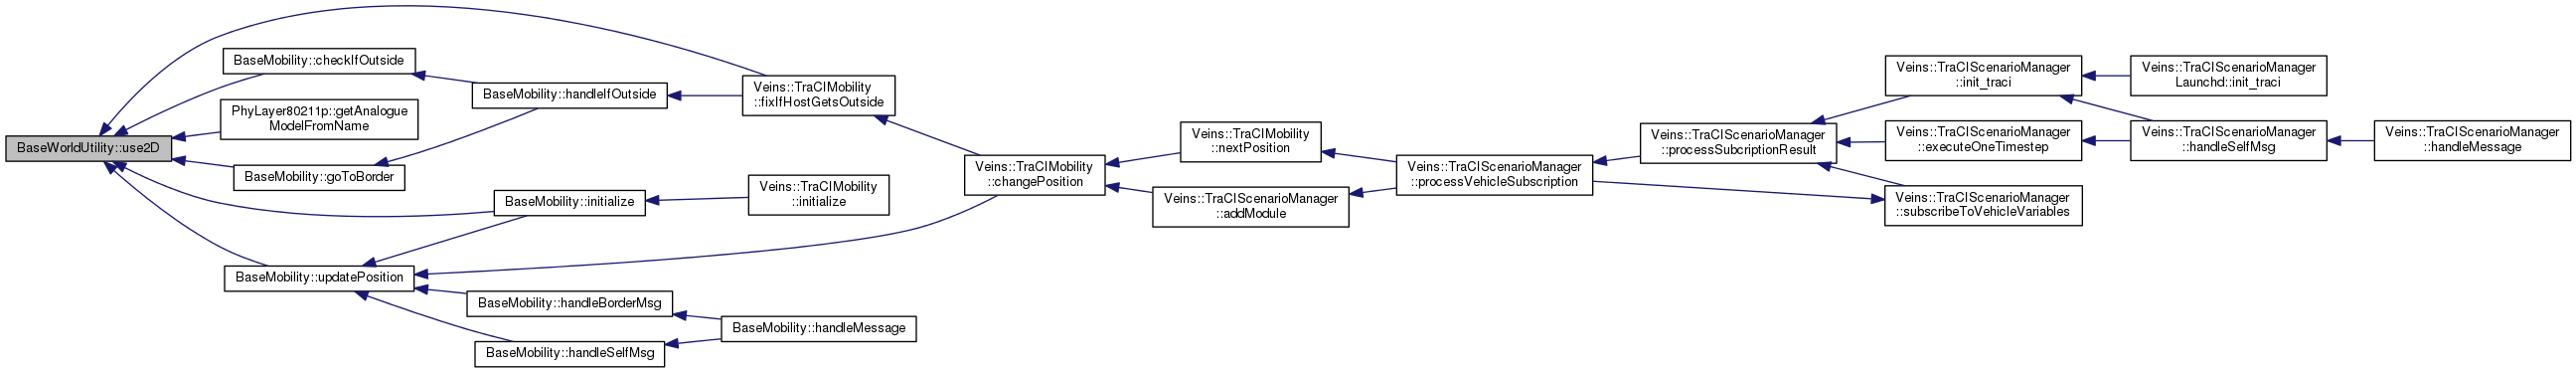 BaseWorldUtility::use2D
BaseMobility::checkIfOutside
PhyLayer80211p::getAnalogue
ModelFromName
BaseMobility::goToBorder
BaseMobility::updatePosition
BaseMobility::handleIfOutside
BaseMobility::initialize
BaseMobility::handleBorderMsg
BaseMobility::handleSelfMsg
Veins::TraCIMobility
::fixIfHostGetsOutside
Veins::TraCIMobility
::initialize
BaseMobility::handleMessage
Veins::TraCIMobility
::changePosition
Veins::TraCIMobility
::nextPosition
Veins::TraCIScenarioManager
::addModule
Veins::TraCIScenarioManager
::processVehicleSubscription
Veins::TraCIScenarioManager
::processSubcriptionResult
Veins::TraCIScenarioManager
::init_traci
Veins::TraCIScenarioManager
::executeOneTimestep
Veins::TraCIScenarioManager
::subscribeToVehicleVariables
Veins::TraCIScenarioManager
Launchd::init_traci
Veins::TraCIScenarioManager
::handleSelfMsg
Veins::TraCIScenarioManager
::handleMessage